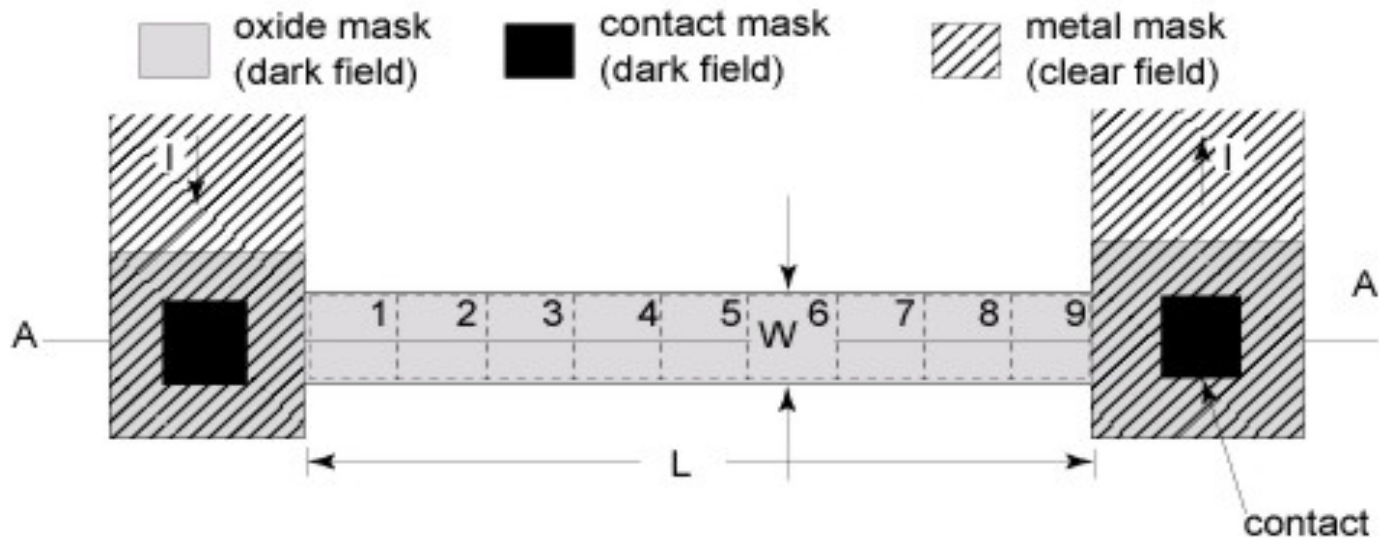 oxide mask
(dark field)
contact mask
(dark field)
metal mask
(clear field)
I
I
A
1 2 3 4 5 6 7 8 9
W
A
L
contact